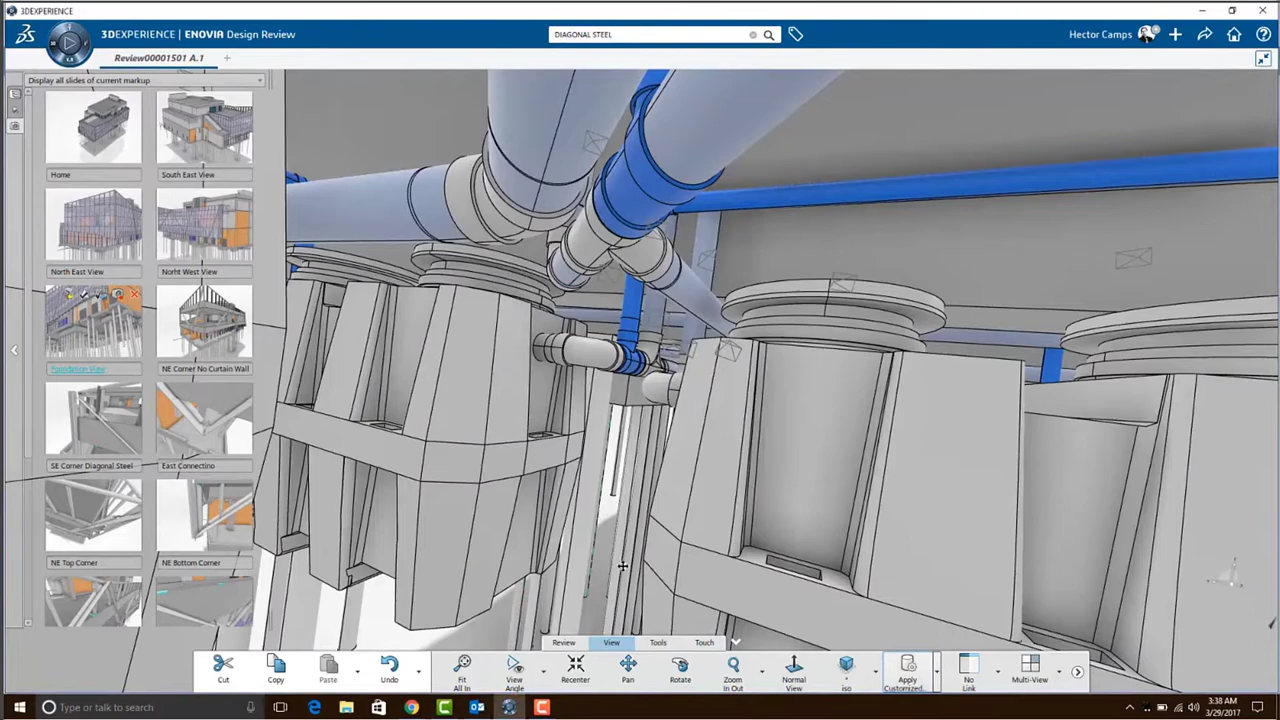 3DEXPERIENCE
3DEXPERIENCE | ENOVIA Design Review
DIAGONAL STEEL
Hector Camps
Review00001501 A.1
Display all slides of current markup
Home
South East View
North East View
Norht West View
Foundation View
NE Corner No Curtain Wall
SE Corner Diagonal Steel
East Connectino
NE Top Corner
NE Bottom Corner
Review
View
Tools
Touch
Cut
Copy
Paste
Undo
Fit All In
View Angle
Recenter
Pan
Rotate
Zoom In Out
Normal View
* iso
Apply Customized...
No Link
Multi-View
Type or talk to search
3:38 AM
3/29/2017